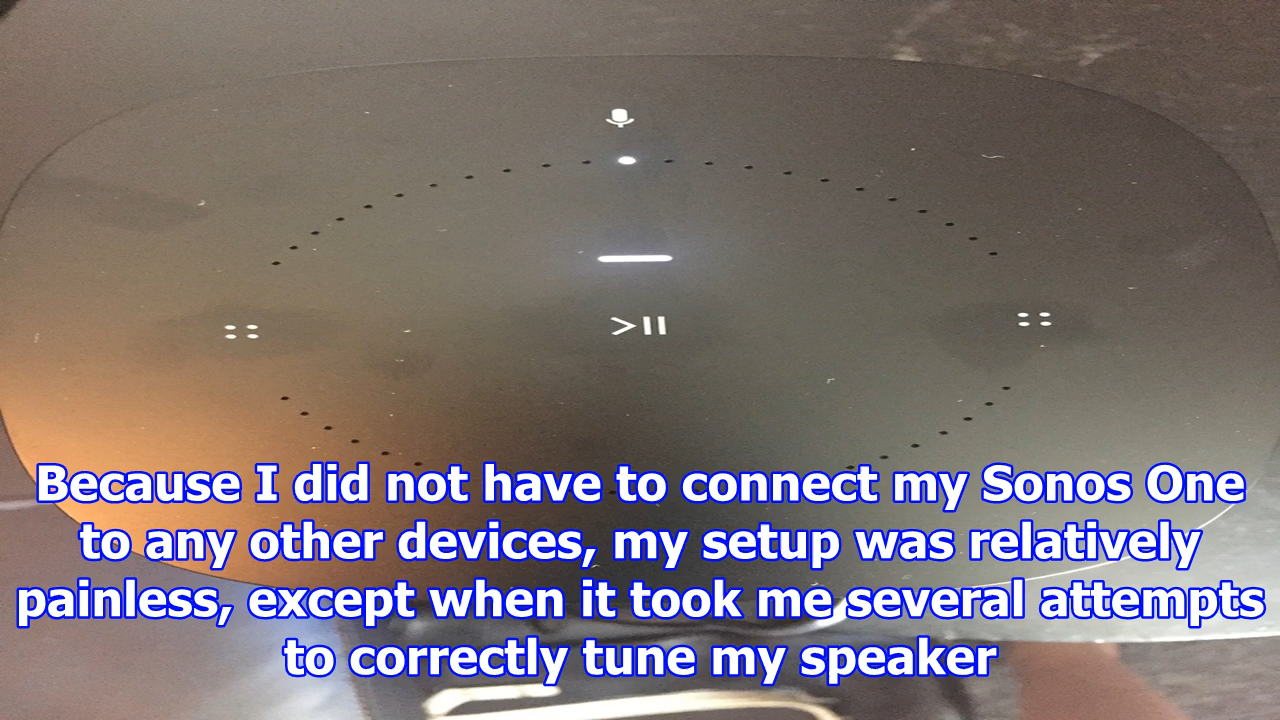 Because I did not have to connect my Sonos One
to any other devices, my setup was relatively
painless, except when it took me several attempts
to correctly tune my speaker